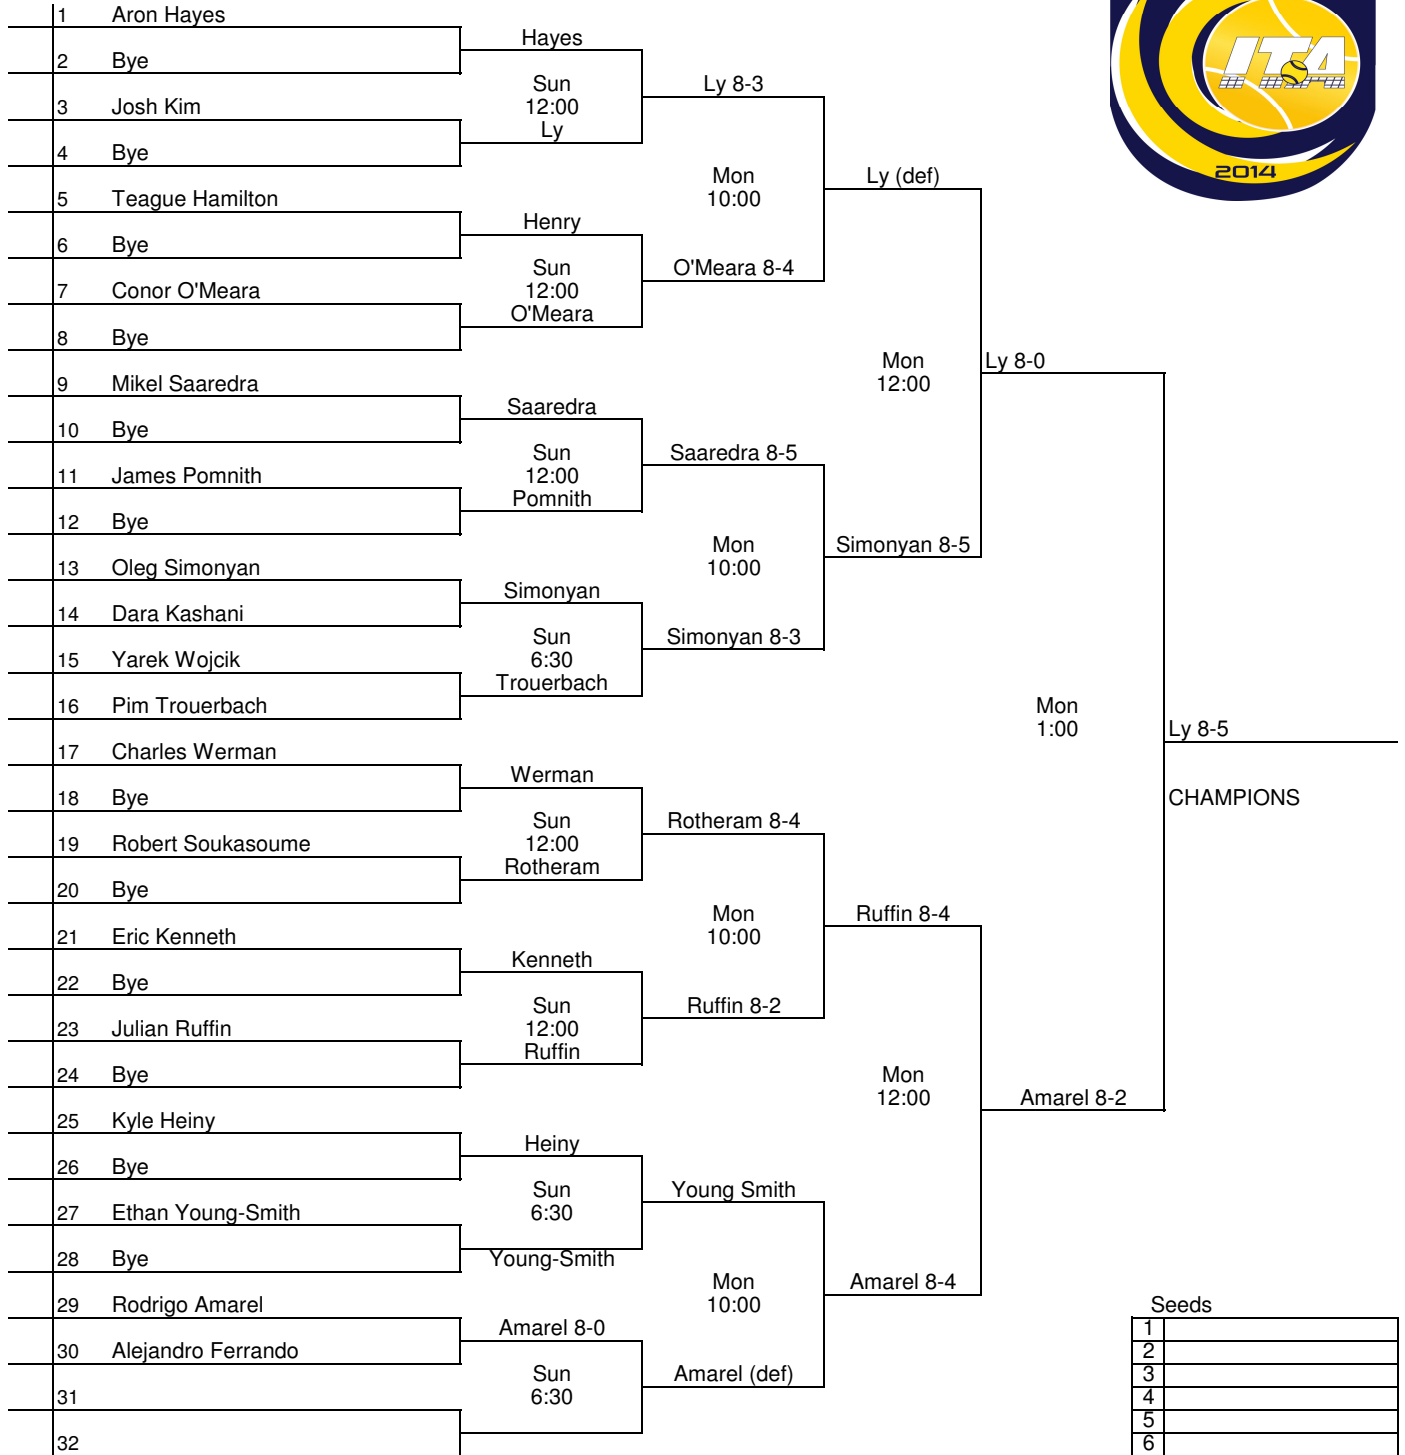 1 Aron Hayes
Hayes
2 Bye
Sun
12:00
Ly 8-3
3 Josh Kim
Ly
4 Bye
Mon
10:00
Ly (def)
5 Teague Hamilton
Henry
6 Bye
Sun
12:00
O'Meara 8-4
7 Conor O'Meara
O'Meara
8 Bye
Mon
12:00
Ly 8-0
9 Mikel Saaredra
Saaredra
10 Bye
Sun
12:00
Saaredra 8-5
11 James Pomnith
Pomnith
12 Bye
Mon
10:00
Simonyan 8-5
13 Oleg Simonyan
Simonyan
14 Dara Kashani
Sun
6:30
Simonyan 8-3
15 Yarek Wojcik
Trouerbach
16 Pim Trouerbach
Mon
1:00
Ly 8-5
CHAMPIONS
17 Charles Werman
Werman
18 Bye
Sun
12:00
Rotheram 8-4
19 Robert Soukasoume
Rotheram
20 Bye
Mon
10:00
Ruffin 8-4
21 Eric Kenneth
Kenneth
22 Bye
Sun
12:00
Ruffin 8-2
23 Julian Ruffin
Ruffin
24 Bye
Mon
12:00
Amarel 8-2
25 Kyle Heiny
Heiny
26 Bye
Sun
6:30
Young Smith
27 Ethan Young-Smith
28 Bye
Young-Smith
Mon
10:00
Amarel 8-4
29 Rodrigo Amarel
Amarel 8-0
30 Alejandro Ferrando
Sun
6:30
Amarel (def)
31
32
ITA
2014
Seeds
1
2
3
4
5
6